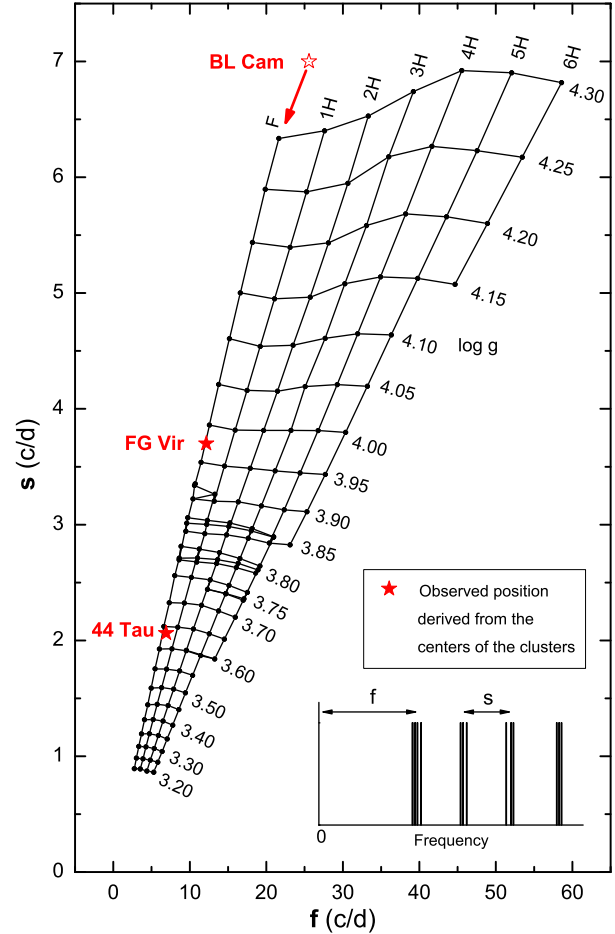 7
6
5
4
3
2
1
0
s (c/d)
BL Cam
F
1H
2H
3H
4H
5H
6H
4.30
4.25
4.20
4.15
4.10 log g
4.05
4.00
3.95
3.90
3.85
3.80
3.75
3.70
3.60
3.50
3.40
3.30
3.20
FG Vir
44 Tau
Observed position
derived from the
centers of the clusters
f
s
0
Frequency
0 10 20 30 40 50 60
f (c/d)